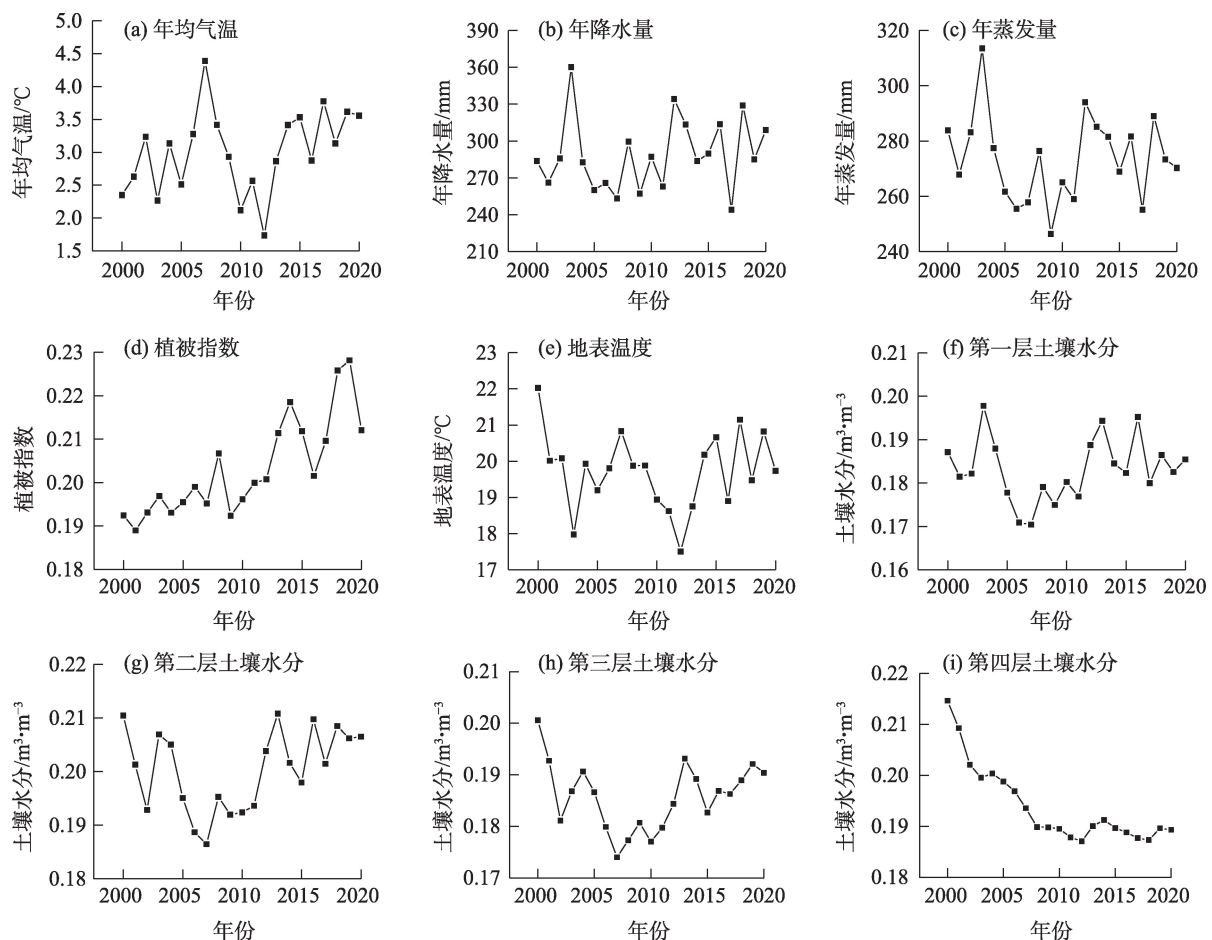 (a) 年均气温
年均气温/℃
5.0
4.5
4.0
3.5
3.0
2.5
2.0
1.5
2000 2005 2010 2015 2020
年份
(b) 年降水量
年降水量/mm
390
360
330
300
270
240
210
2000 2005 2010 2015 2020
年份
(c) 年蒸发量
年蒸发量/mm
320
300
280
260
240
2000 2005 2010 2015 2020
年份
(d) 植被指数
植被指数
0.23
0.22
0.21
0.20
0.19
0.18
2000 2005 2010 2015 2020
年份
(e) 地表温度
地表温度/℃
23
22
21
20
19
18
17
2000 2005 2010 2015 2020
年份
(f) 第一层土壤水分
土壤水分/m³·m⁻³
0.21
0.20
0.19
0.18
0.17
0.16
2000 2005 2010 2015 2020
年份
(g) 第二层土壤水分
土壤水分/m³·m⁻³
0.22
0.21
0.20
0.19
0.18
2000 2005 2010 2015 2020
年份
(h) 第三层土壤水分
土壤水分/m³·m⁻³
0.21
0.20
0.19
0.18
0.17
2000 2005 2010 2015 2020
年份
(i) 第四层土壤水分
土壤水分/m³·m⁻³
0.22
0.21
0.20
0.19
0.18
2000 2005 2010 2015 2020
年份